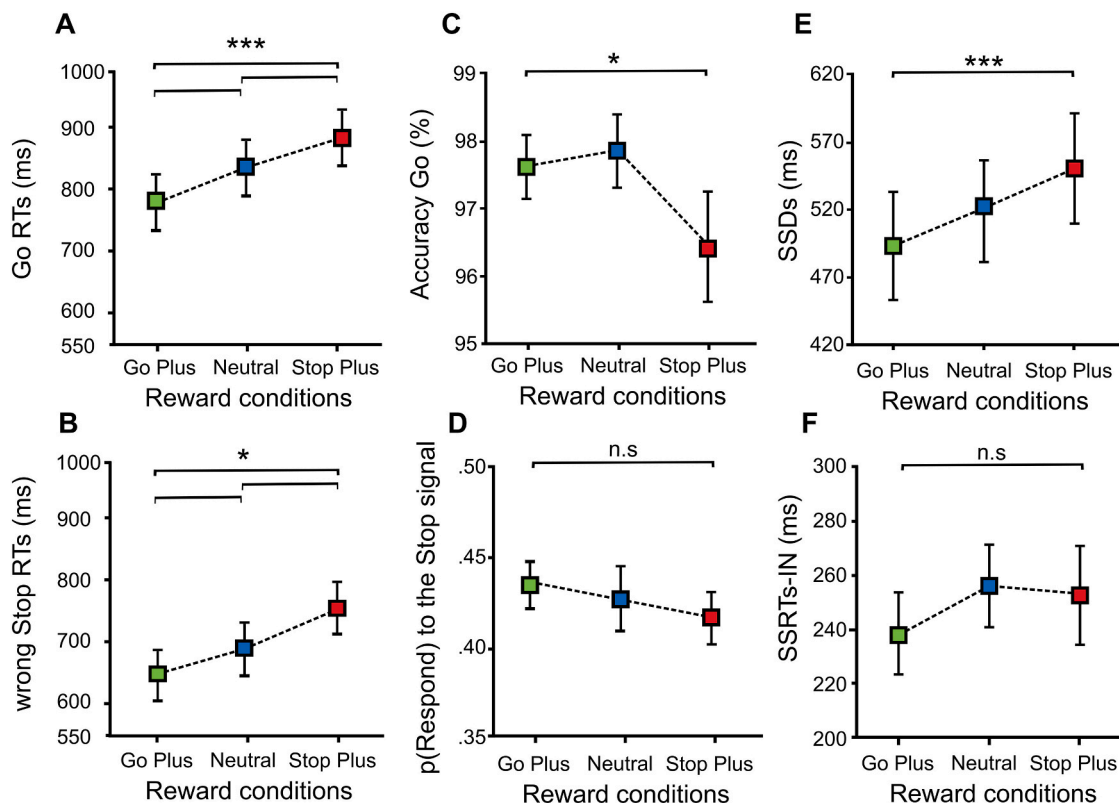 A
***
1000
900
800
700
600
550
Go RTs (ms)
Go Plus Neutral Stop Plus
Reward conditions
C
*
99
98
97
96
95
Accuracy Go (%)
Go Plus Neutral Stop Plus
Reward conditions
E
***
620
570
520
470
420
SSDs (ms)
Go Plus Neutral Stop Plus
Reward conditions
B
*
1000
900
800
700
600
550
wrong Stop RTs (ms)
Go Plus Neutral Stop Plus
Reward conditions
D
n.s
.50
.45
.40
.35
p(Respond) to the Stop signal
Go Plus Neutral Stop Plus
Reward conditions
F
n.s
300
280
260
240
220
200
SSRTs-IN (ms)
Go Plus Neutral Stop Plus
Reward conditions